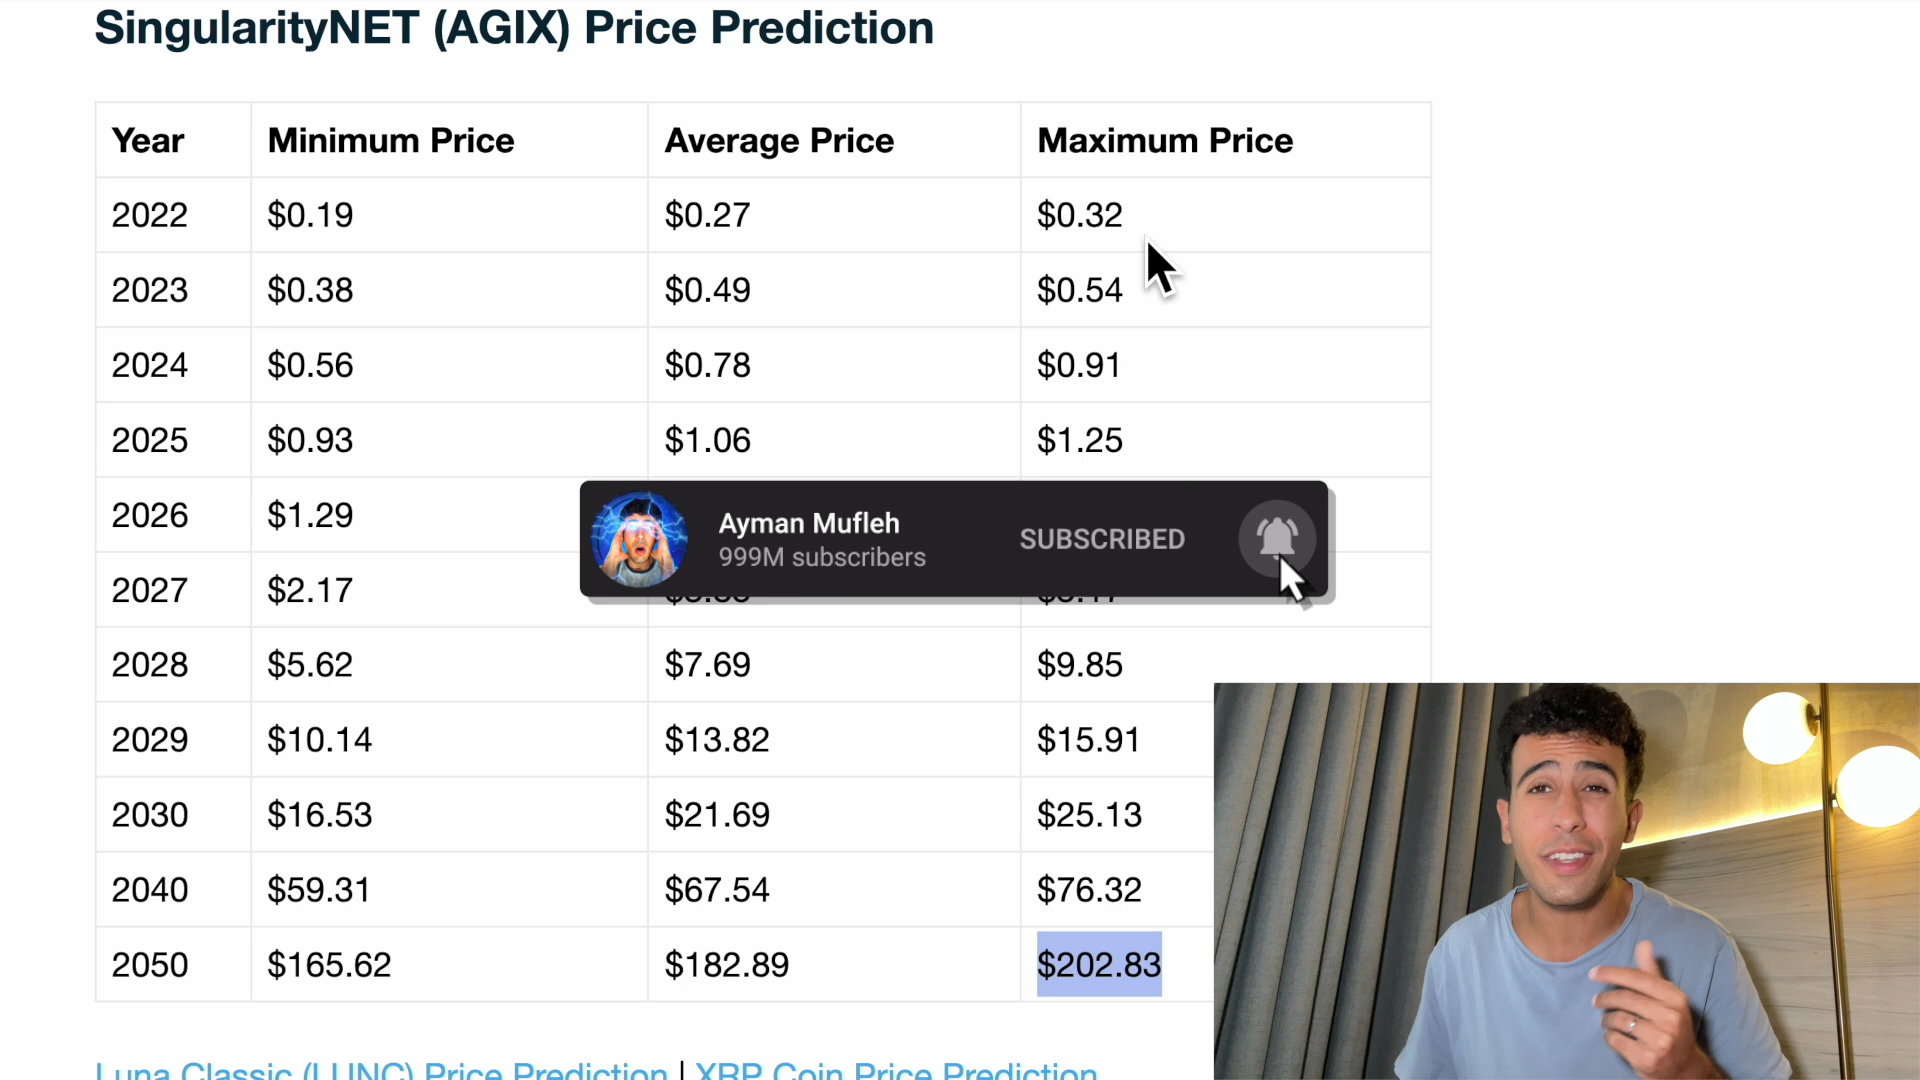 SingularityNET (AGIX) Price Prediction
Year Minimum Price Average Price Maximum Price
2022 $0.19 $0.27 $0.32
2023 $0.38 $0.49 $0.54
2024 $0.56 $0.78 $0.91
2025 $0.93 $1.06 $1.25
2026 $1.29
Ayman Mufleh
999M subscribers
SUBSCRIBED
2027 $2.17
2028 $5.62 $7.69 $9.85
2029 $10.14 $13.82 $15.91
2030 $16.53 $21.69 $25.13
2040 $59.31 $67.54 $76.32
2050 $165.62 $182.89 $202.83
Luna Classic (LUNC) Price Prediction | XRP Coin Price Prediction